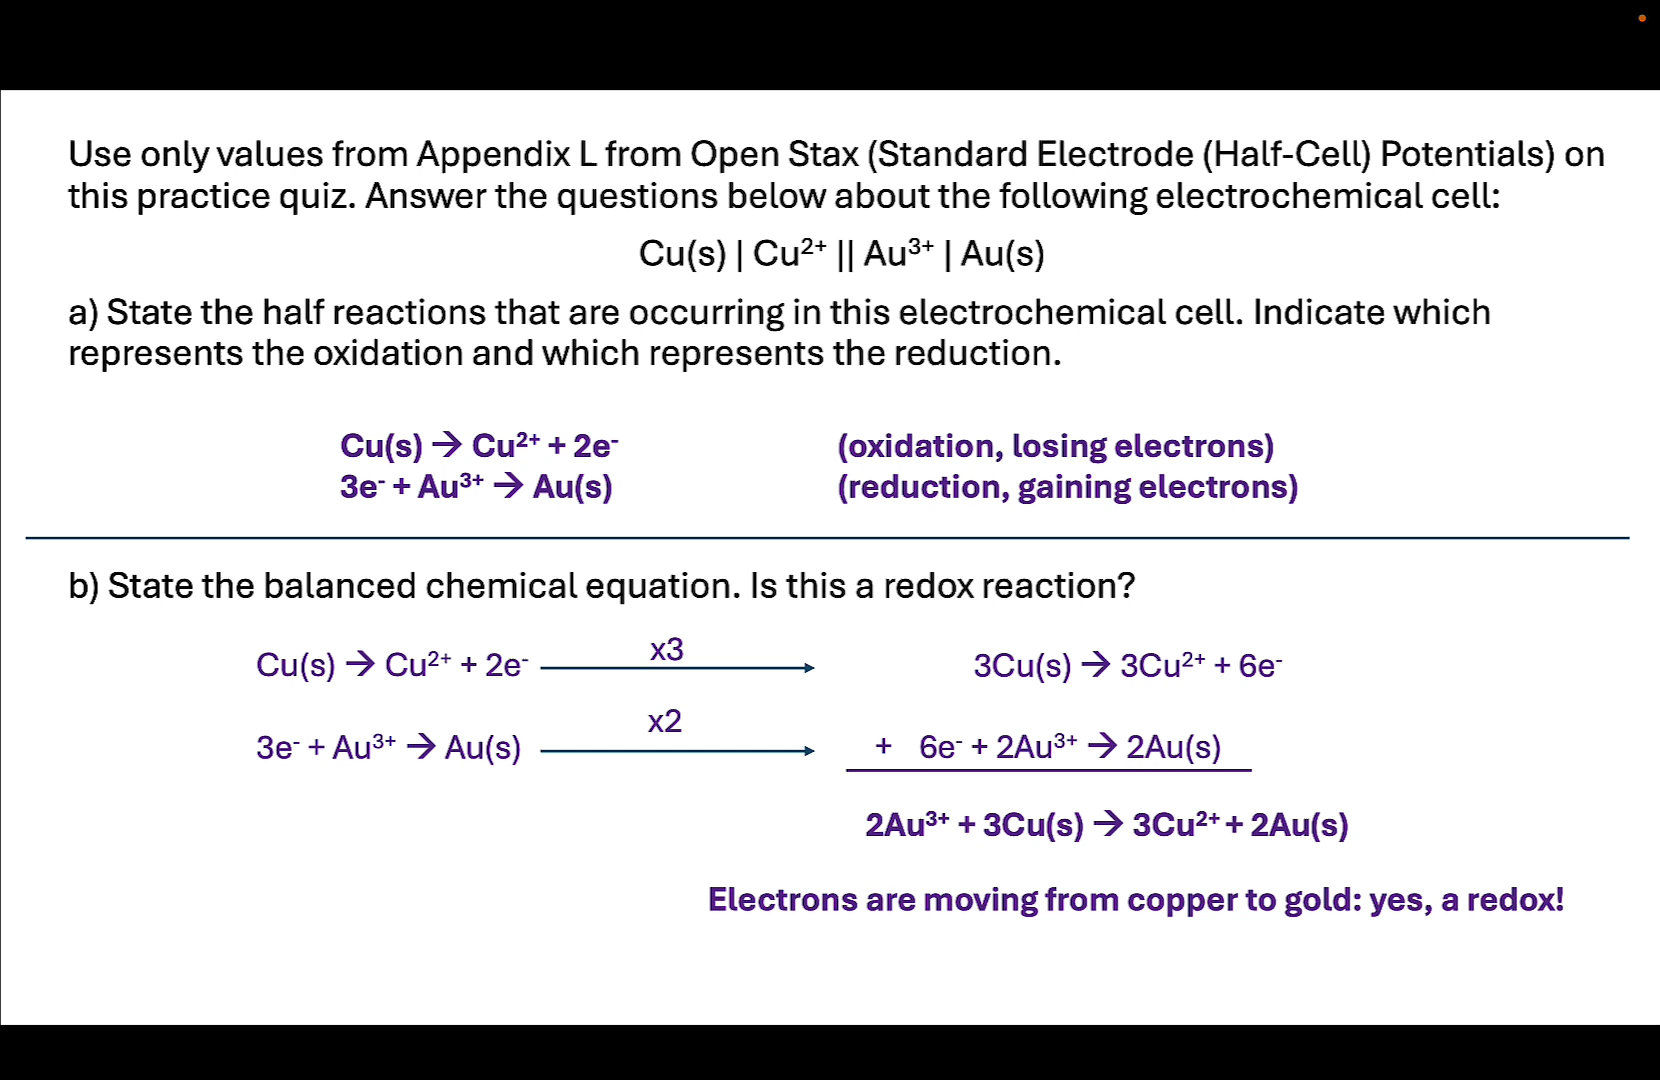 Use only values from Appendix L from Open Stax (Standard Electrode (Half-Cell) Potentials) on
this practice quiz. Answer the questions below about the following electrochemical cell:
Cu(s) | Cu²⁺ || Au³⁺ | Au(s)
a) State the half reactions that are occurring in this electrochemical cell. Indicate which
represents the oxidation and which represents the reduction.
Cu(s) → Cu²⁺ + 2e⁻ (oxidation, losing electrons)
3e⁻ + Au³⁺ → Au(s) (reduction, gaining electrons)
b) State the balanced chemical equation. Is this a redox reaction?
x3
Cu(s) → Cu²⁺ + 2e⁻ 3Cu(s) → 3Cu²⁺ + 6e⁻
x2
3e⁻ + Au³⁺ → Au(s) + 6e⁻ + 2Au³⁺ → 2Au(s)
2Au³⁺ + 3Cu(s) → 3Cu²⁺ + 2Au(s)
Electrons are moving from copper to gold: yes, a redox!